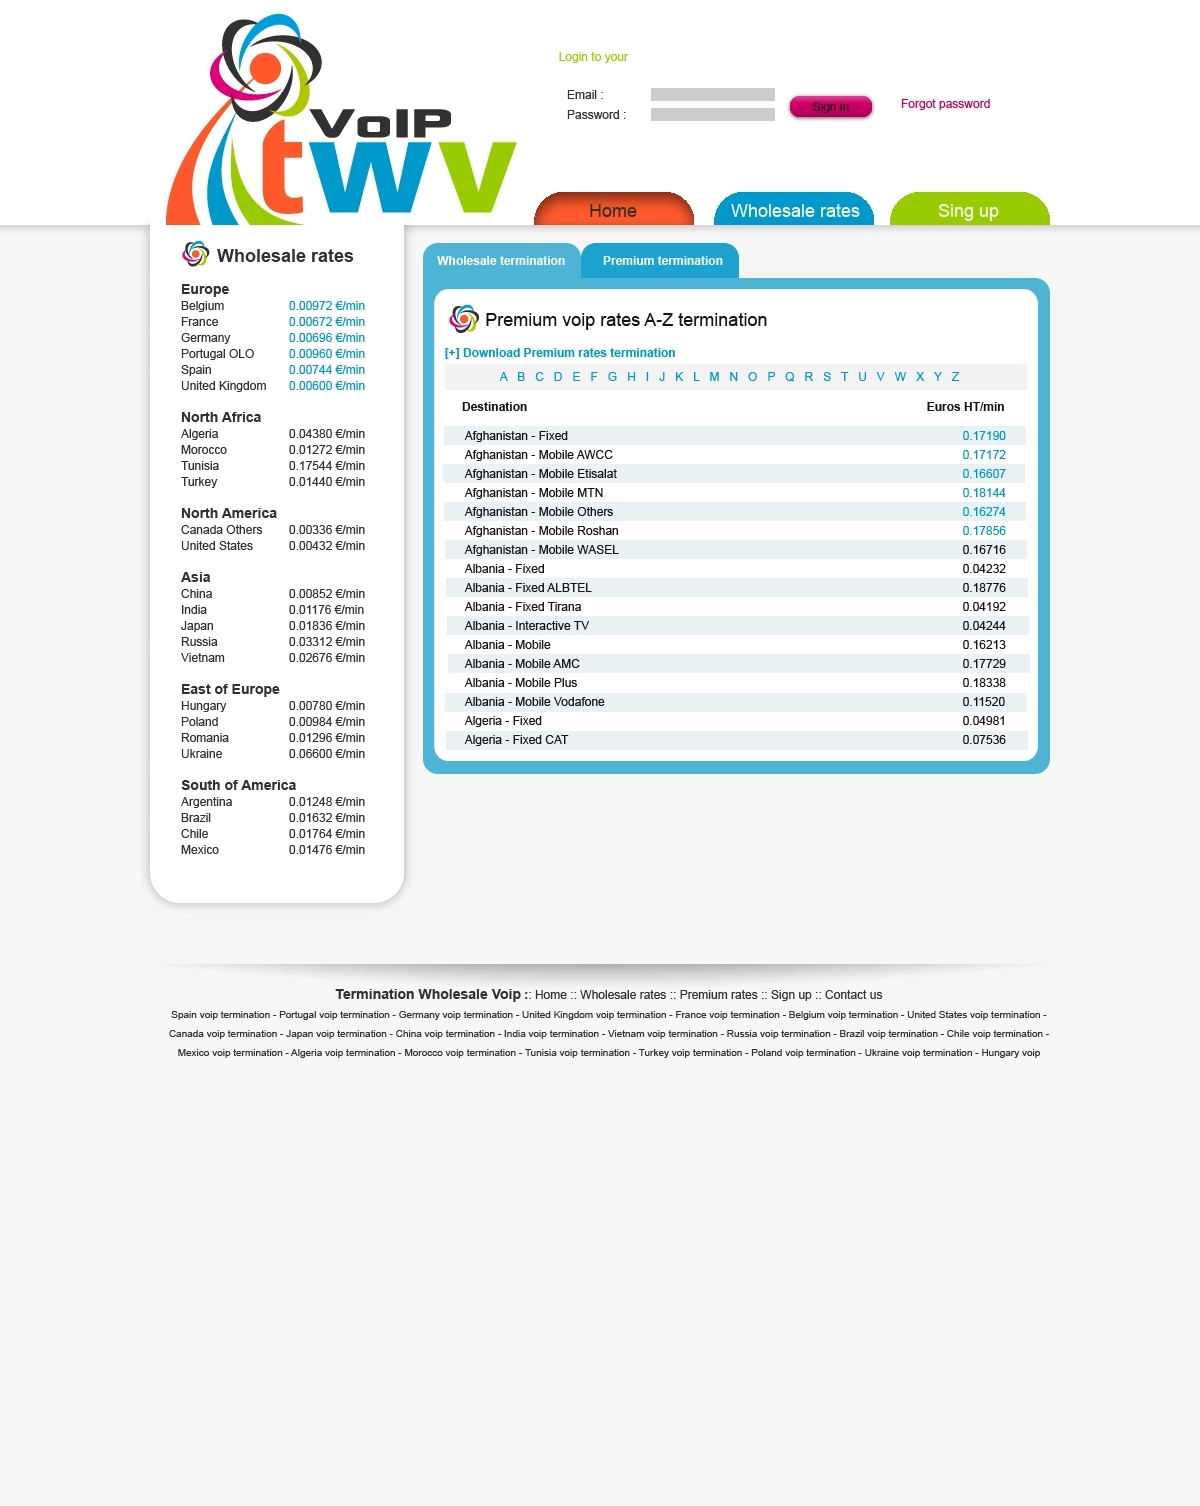 VoIP
twv
Login to your
Email :
Password :
Sign in
Forgot password
Home
Wholesale rates
Sing up
Wholesale rates
Europe
Belgium 0.00972 €/min
France 0.00672 €/min
Germany 0.00696 €/min
Portugal OLO 0.00960 €/min
Spain 0.00744 €/min
United Kingdom 0.00600 €/min
North Africa
Algeria 0.04380 €/min
Morocco 0.01272 €/min
Tunisia 0.17544 €/min
Turkey 0.01440 €/min
North America
Canada Others 0.00336 €/min
United States 0.00432 €/min
Asia
China 0.00852 €/min
India 0.01176 €/min
Japan 0.01836 €/min
Russia 0.03312 €/min
Vietnam 0.02676 €/min
East of Europe
Hungary 0.00780 €/min
Poland 0.00984 €/min
Romania 0.01296 €/min
Ukraine 0.06600 €/min
South of America
Argentina 0.01248 €/min
Brazil 0.01632 €/min
Chile 0.01764 €/min
Mexico 0.01476 €/min
Wholesale termination
Premium termination
Premium voip rates A-Z termination
[+] Download Premium rates termination
A B C D E F G H I J K L M N O P Q R S T U V W X Y Z
Destination Euros HT/min
Afghanistan - Fixed 0.17190
Afghanistan - Mobile AWCC 0.17172
Afghanistan - Mobile Etisalat 0.16607
Afghanistan - Mobile MTN 0.18144
Afghanistan - Mobile Others 0.16274
Afghanistan - Mobile Roshan 0.17856
Afghanistan - Mobile WASEL 0.16716
Albania - Fixed 0.04232
Albania - Fixed ALBTEL 0.18776
Albania - Fixed Tirana 0.04192
Albania - Interactive TV 0.04244
Albania - Mobile 0.16213
Albania - Mobile AMC 0.17729
Albania - Mobile Plus 0.18338
Albania - Mobile Vodafone 0.11520
Algeria - Fixed 0.04981
Algeria - Fixed CAT 0.07536
Termination Wholesale Voip :: Home :: Wholesale rates :: Premium rates :: Sign up :: Contact us
Spain voip termination - Portugal voip termination - Germany voip termination - United Kingdom voip termination - France voip termination - Belgium voip termination - United States voip termination -
Canada voip termination - Japan voip termination - China voip termination - India voip termination - Vietnam voip termination - Russia voip termination - Brazil voip termination - Chile voip termination -
Mexico voip termination - Algeria voip termination - Morocco voip termination - Tunisia voip termination - Turkey voip termination - Poland voip termination - Ukraine voip termination - Hungary voip